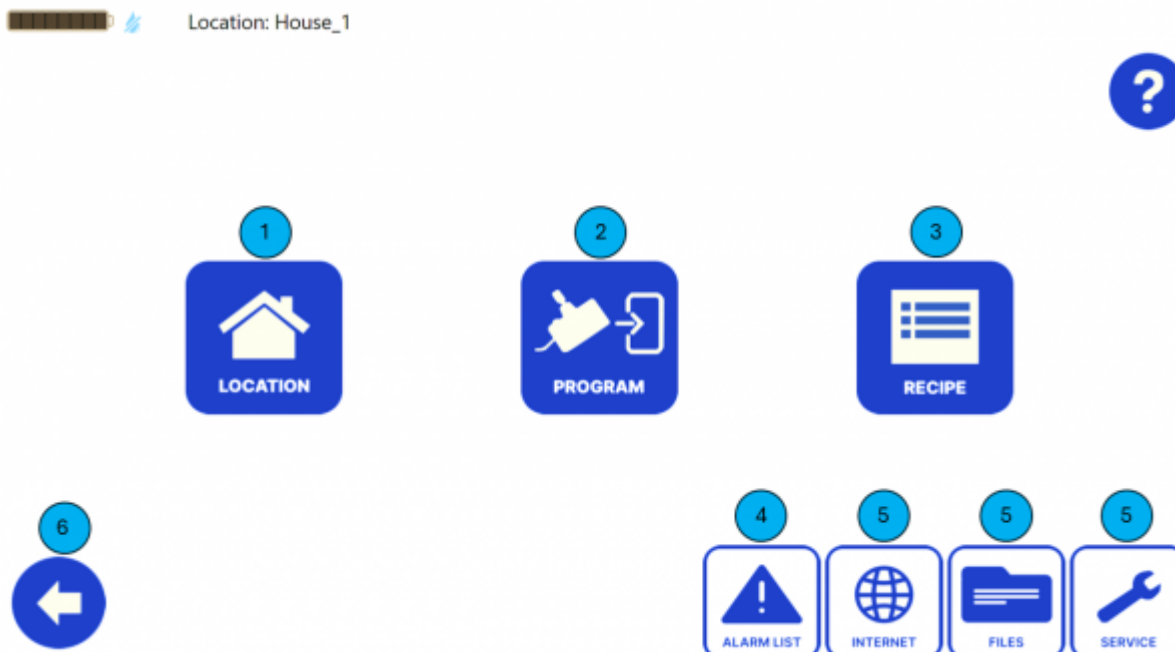 Location: House_1
?
1
2
3
LOCATION
PROGRAM
RECIPE
6
4
5
5
5
ALARM LIST
INTERNET
FILES
SERVICE